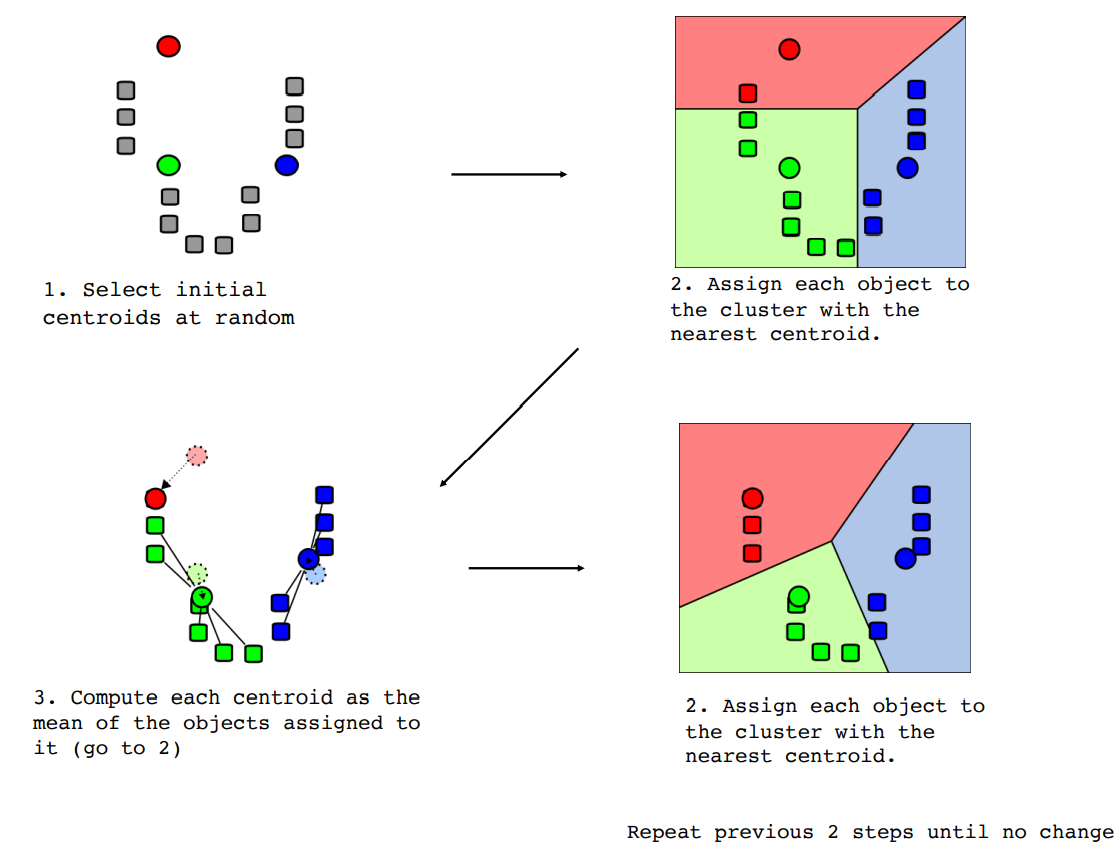 1. Select initial
centroids at random
2. Assign each object to
the cluster with the
nearest centroid.
3. Compute each centroid as the
mean of the objects assigned to
it (go to 2)
2. Assign each object to
the cluster with the
nearest centroid.
Repeat previous 2 steps until no change